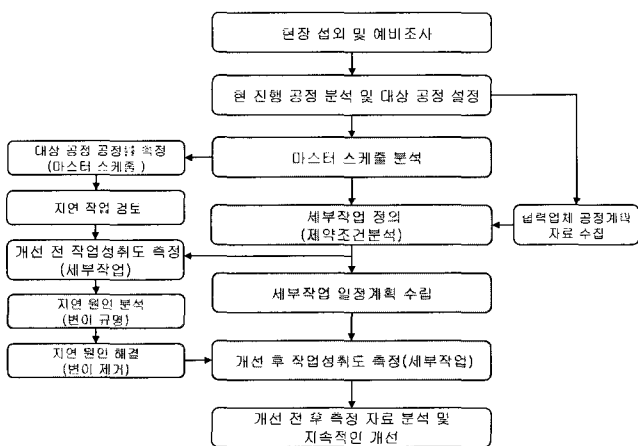 현장 섭외 및 예비조사
현 진행 공정 분석 및 대상 공정 설정
대상 공정 공정률 측정
(마스터 스케줄)
마스터 스케줄 분석
지연 작업 검토
세부작업 정의
(제약조건분석)
협력업체 공정계획
자료 수집
개선 전 작업성취도 측정
(세부작업)
세부작업 일정계획 수립
지연 원인 분석
(변이 규명)
지연 원인 해결
(변이 제거)
개선 후 작업성취도 측정(세부작업)
개선 전 후 측정 자료 분석 및
지속적인 개선